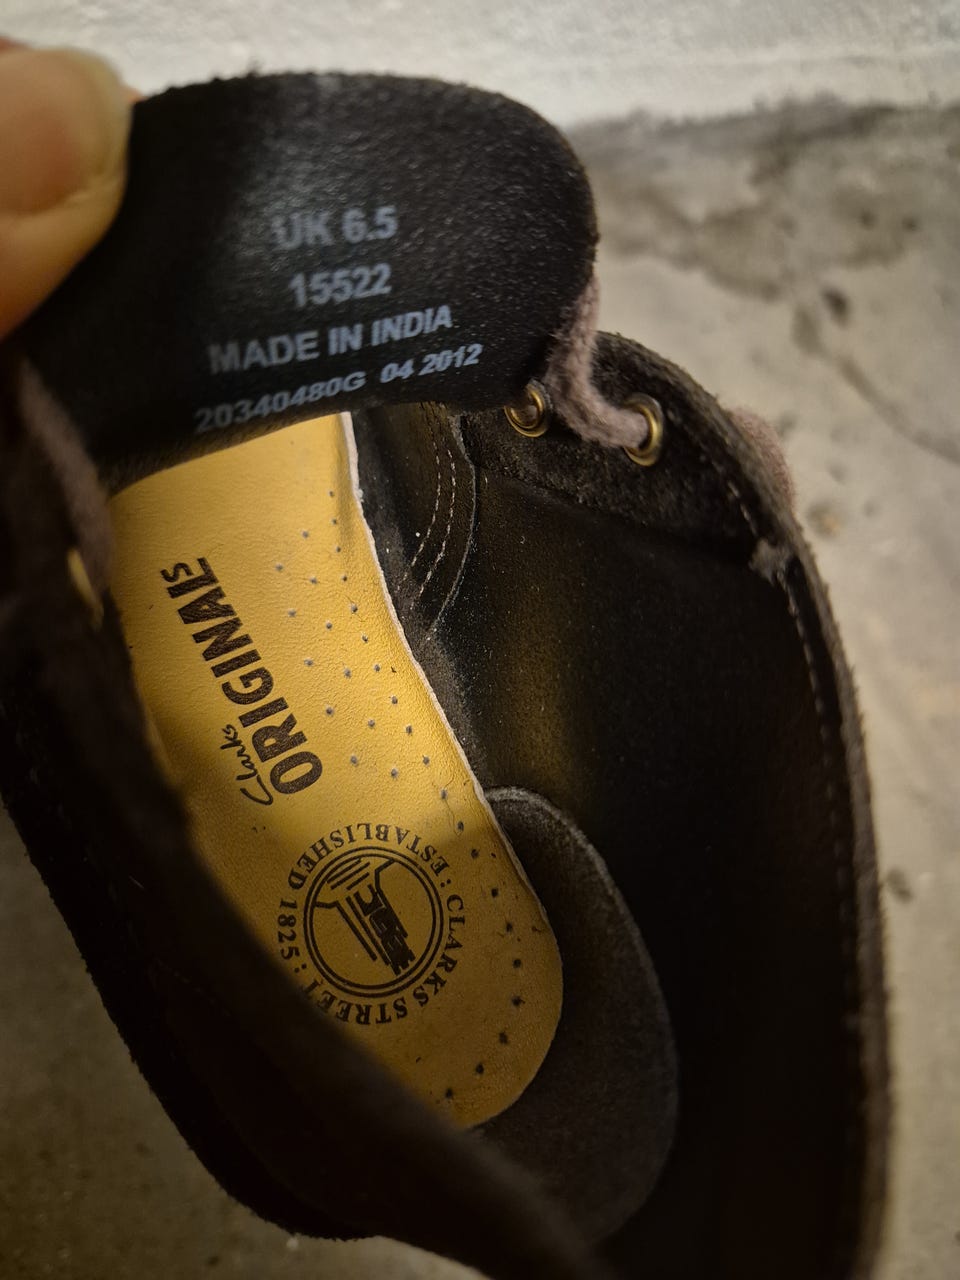 UK 6.5
15522
MADE IN INDIA
20340480G 04 2012
Clarks
ORIGINALS
CLARKS STREET : ESTABLISHED 1825 :